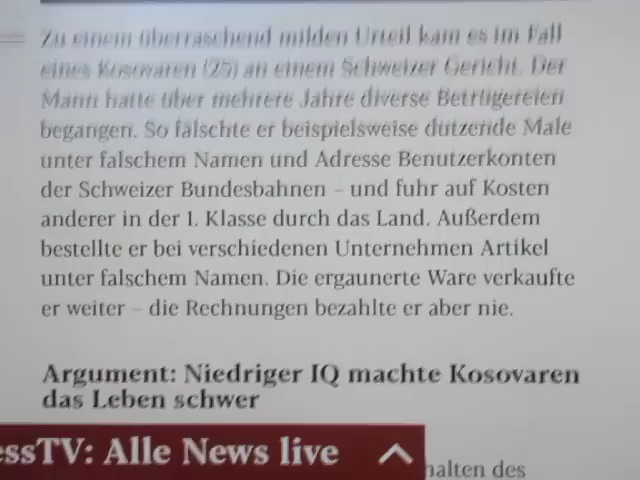 Zu einem überraschend milden Urteil kam es im Fall
eines Kosovaren (25) an einem Schweizer Gericht. Der
Mann hatte über mehrere Jahre diverse Betrügereien
begangen. So fälschte er beispielsweise dutzende Male
unter falschem Namen und Adresse Benutzerkonten
der Schweizer Bundesbahnen – und fuhr auf Kosten
anderer in der 1. Klasse durch das Land. Außerdem
bestellte er bei verschiedenen Unternehmen Artikel
unter falschem Namen. Die ergaunerte Ware verkaufte
er weiter – die Rechnungen bezahlte er aber nie.
Argument: Niedriger IQ machte Kosovaren
das Leben schwer
essTV: Alle News live
halten des